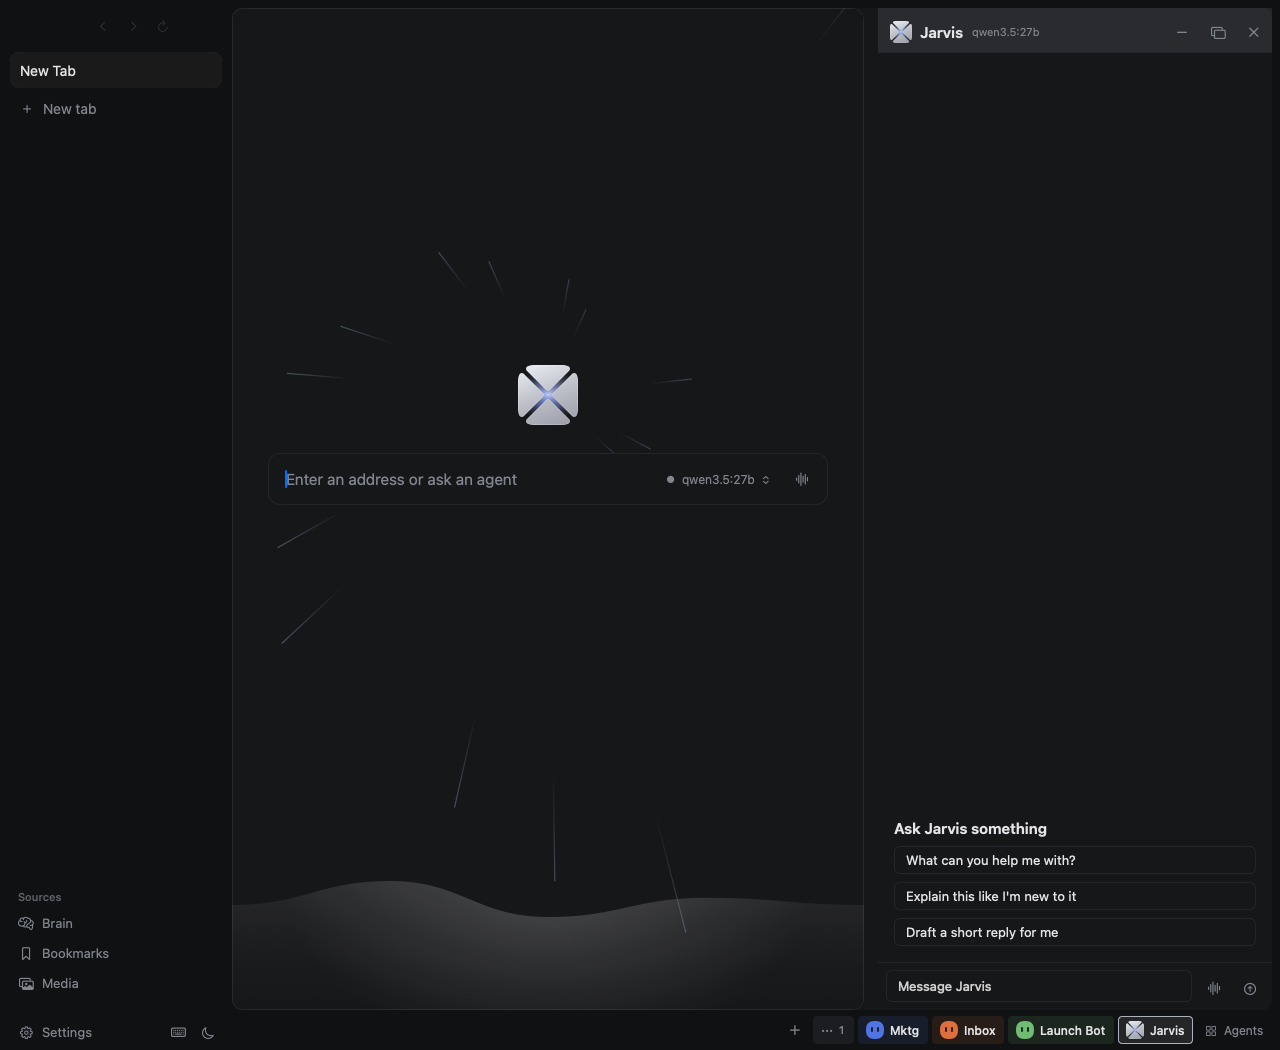 New Tab
New tab
Sources
Brain
Bookmarks
Media
Settings
Enter an address or ask an agent
qwen3.5:27b
Jarvis qwen3.5:27b
Ask Jarvis something
What can you help me with?
Explain this like I'm new to it
Draft a short reply for me
Message Jarvis
1 Mktg Inbox Launch Bot Jarvis Agents